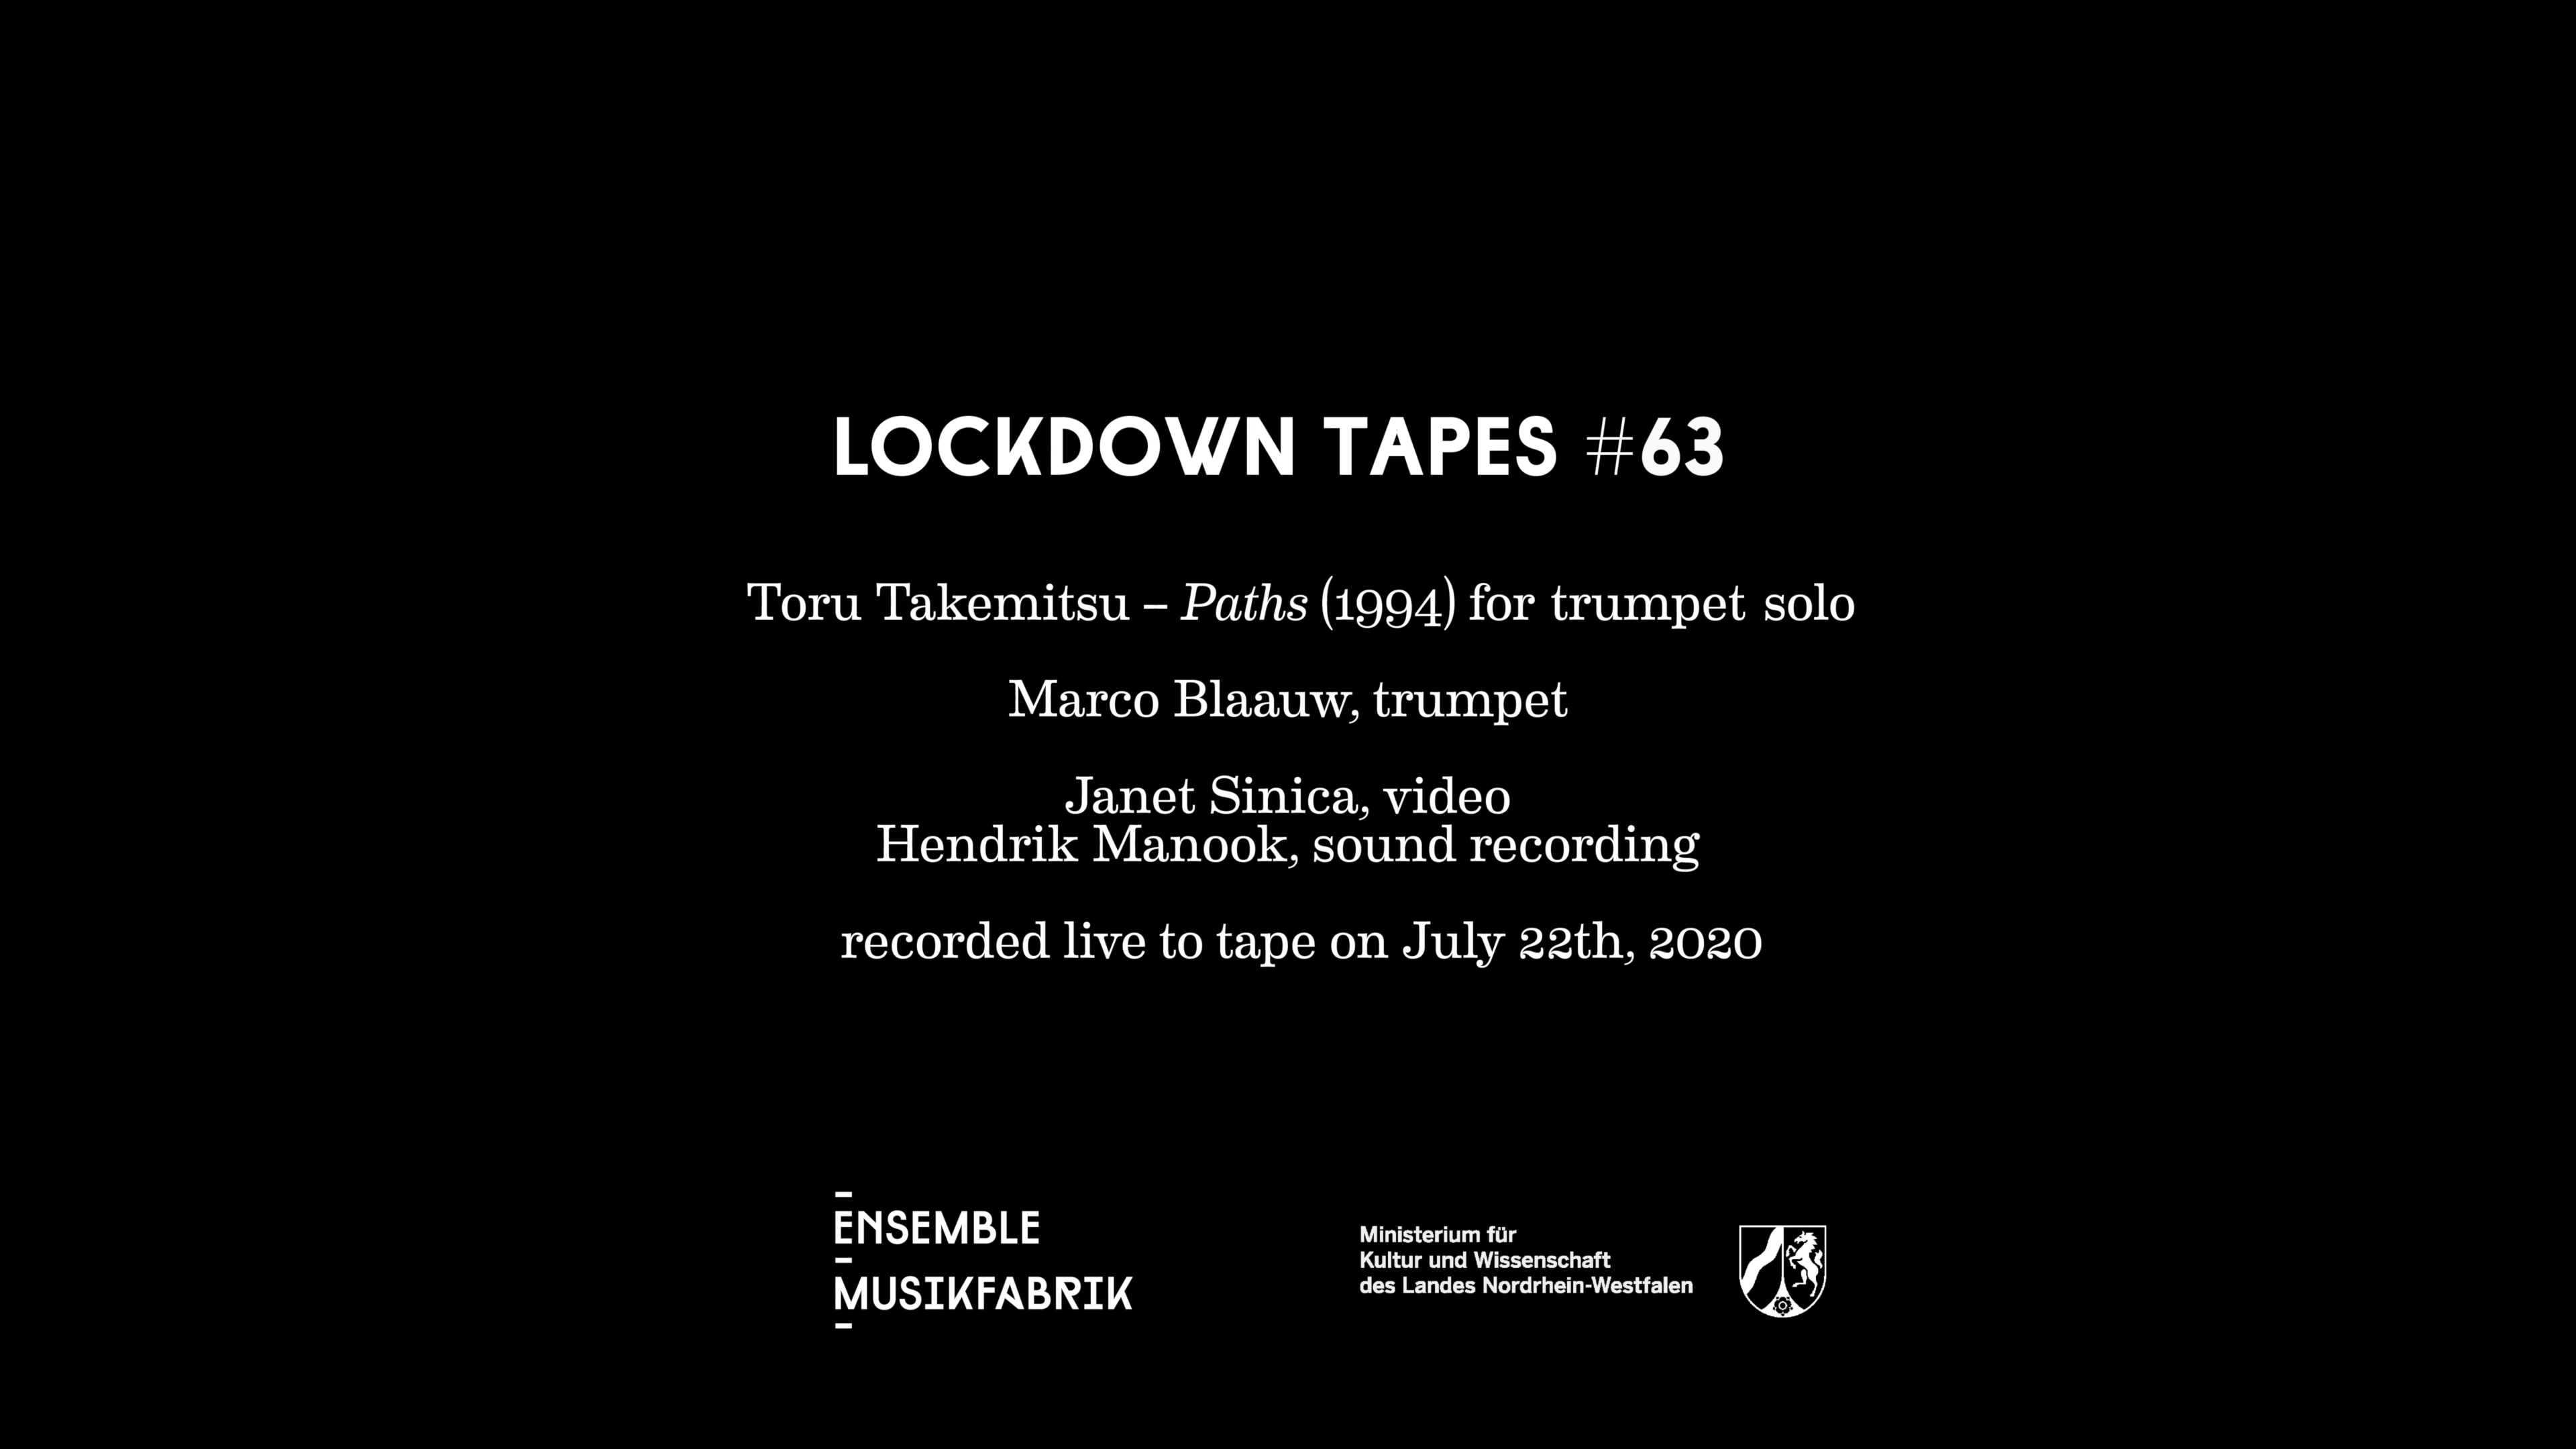 LOCKDOWN TAPES #63
Toru Takemitsu – Paths (1994) for trumpet solo
Marco Blaauw, trumpet
Janet Sinica, video
Hendrik Manook, sound recording
recorded live to tape on July 22th, 2020
ENSEMBLE
MUSIKFABRIK
Ministerium für
Kultur und Wissenschaft
des Landes Nordrhein-Westfalen